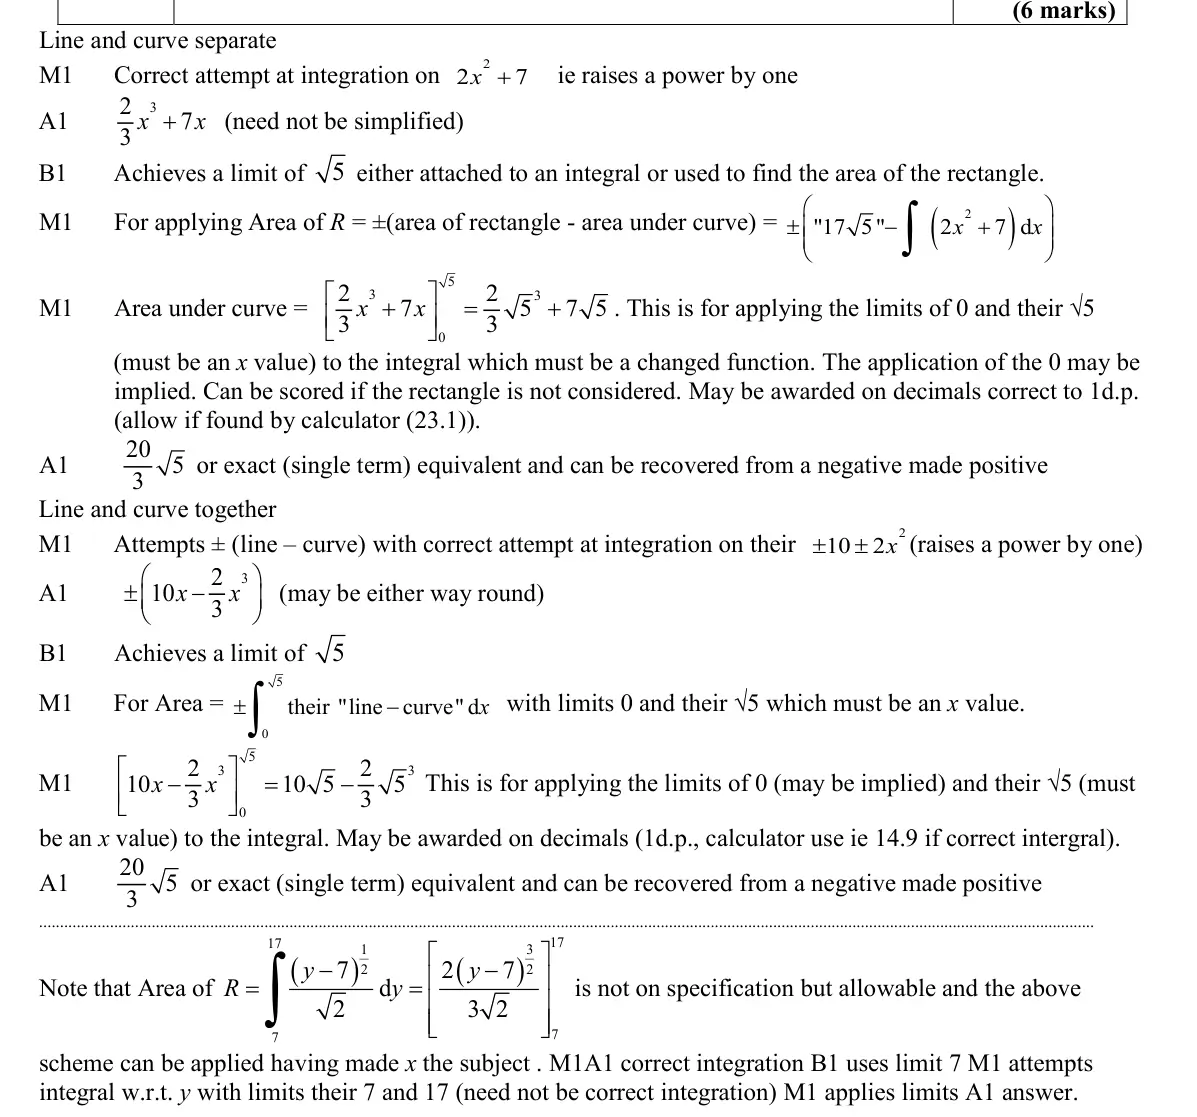 (6 marks)
Line and curve separate
M1 Correct attempt at integration on 2x² + 7 ie raises a power by one
A1 2/3 x³ + 7x (need not be simplified)
B1 Achieves a limit of √5 either attached to an integral or used to find the area of the rectangle.
M1 For applying Area of R = ±(area of rectangle - area under curve) = ±("17√5"− ∫ (2x² + 7) dx)
M1 Area under curve = [2/3 x³ + 7x]₀^√5 = 2/3 √5³ + 7√5 . This is for applying the limits of 0 and their √5
(must be an x value) to the integral which must be a changed function. The application of the 0 may be
implied. Can be scored if the rectangle is not considered. May be awarded on decimals correct to 1d.p.
(allow if found by calculator (23.1)).
A1 20/3 √5 or exact (single term) equivalent and can be recovered from a negative made positive
Line and curve together
M1 Attempts ± (line – curve) with correct attempt at integration on their ±10 ± 2x² (raises a power by one)
A1 ±(10x − 2/3 x³) (may be either way round)
B1 Achieves a limit of √5
M1 For Area = ± ∫₀^√5 their "line − curve" dx with limits 0 and their √5 which must be an x value.
M1 [10x − 2/3 x³]₀^√5 = 10√5 − 2/3 √5³ This is for applying the limits of 0 (may be implied) and their √5 (must
be an x value) to the integral. May be awarded on decimals (1d.p., calculator use ie 14.9 if correct intergral).
A1 20/3 √5 or exact (single term) equivalent and can be recovered from a negative made positive
Note that Area of R = ∫₇^17 (y − 7)^(1/2) / √2 dy = [2(y − 7)^(3/2) / 3√2]₇^17 is not on specification but allowable and the above
scheme can be applied having made x the subject . M1A1 correct integration B1 uses limit 7 M1 attempts
integral w.r.t. y with limits their 7 and 17 (need not be correct integration) M1 applies limits A1 answer.